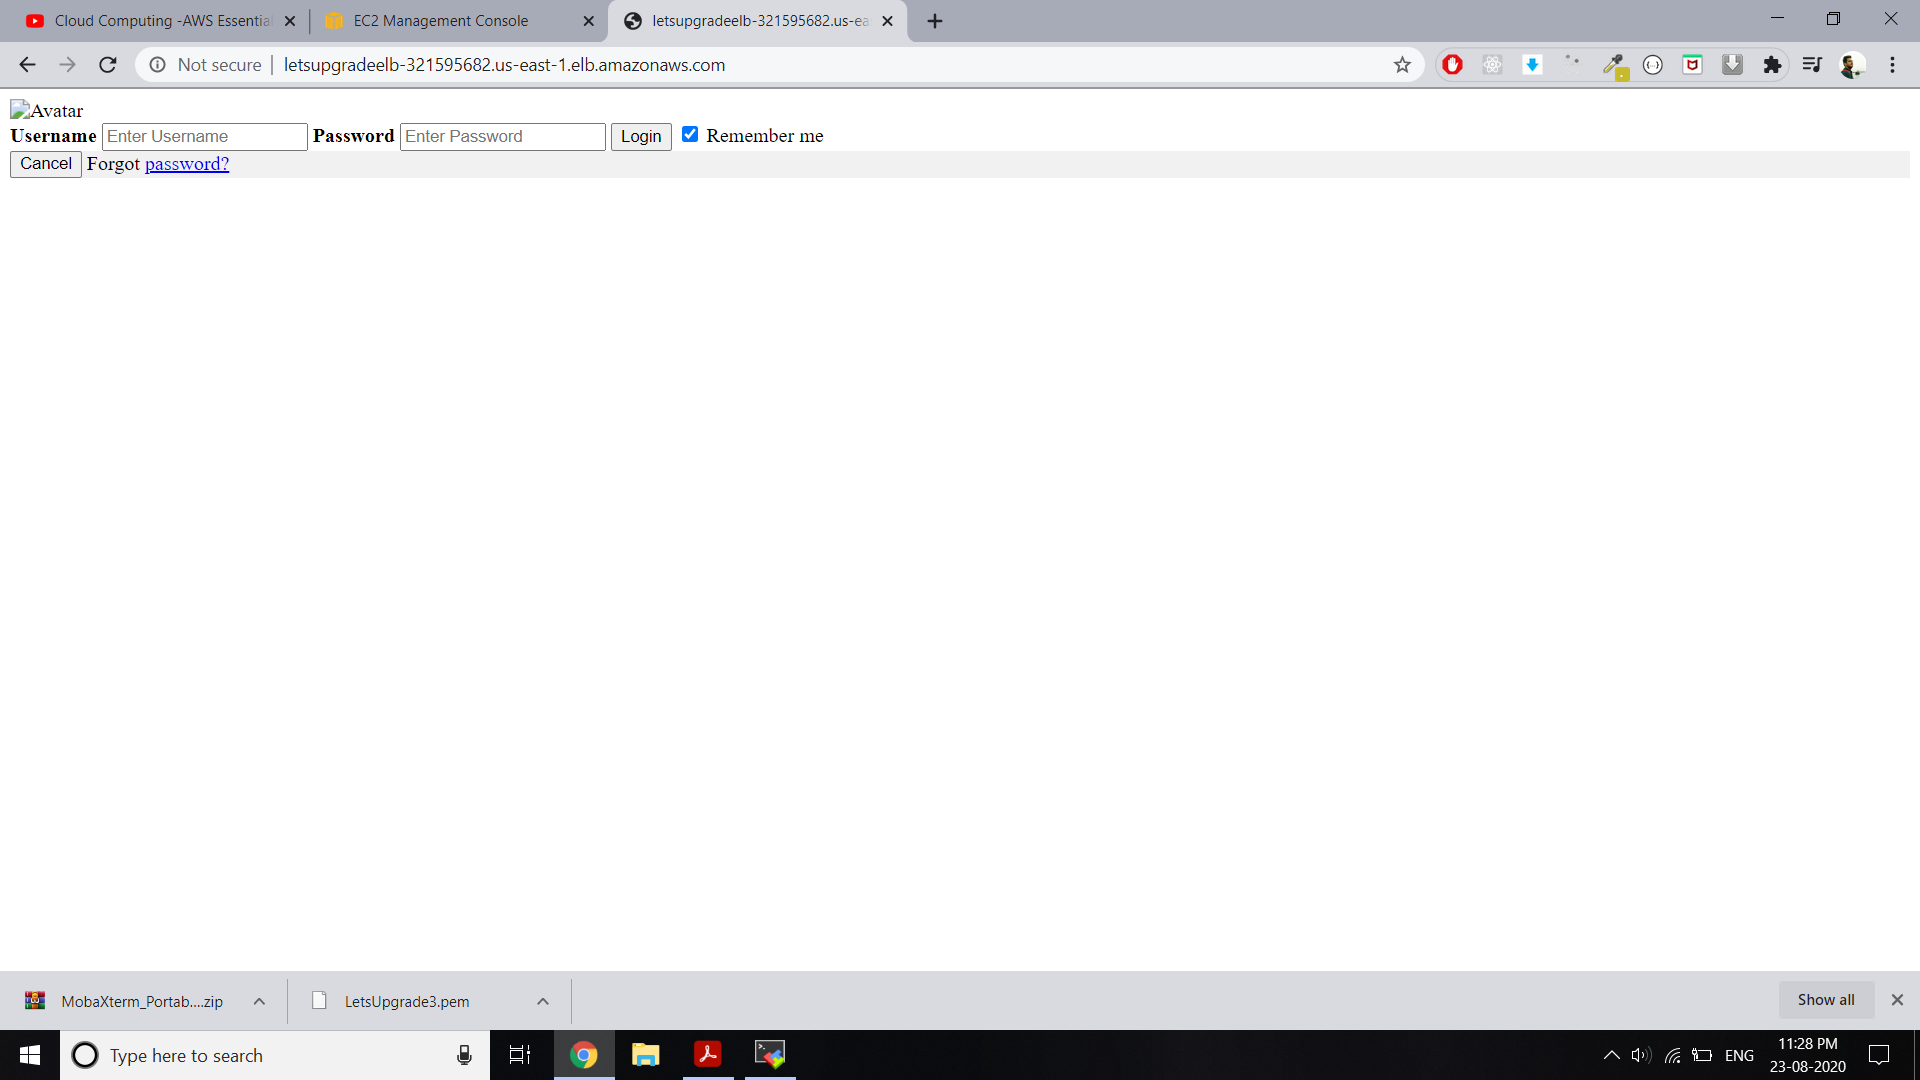 Cloud Computing -AWS Essentia
EC2 Management Console
letsupgradeelb-321595682.us-ea
Not secure | letsupgradeelb-321595682.us-east-1.elb.amazonaws.com
Avatar
Username Enter Username Password Enter Password Login Remember me
Cancel Forgot password?
MobaXterm_Portab....zip
LetsUpgrade3.pem
Show all
Type here to search
ENG
11:28 PM
23-08-2020